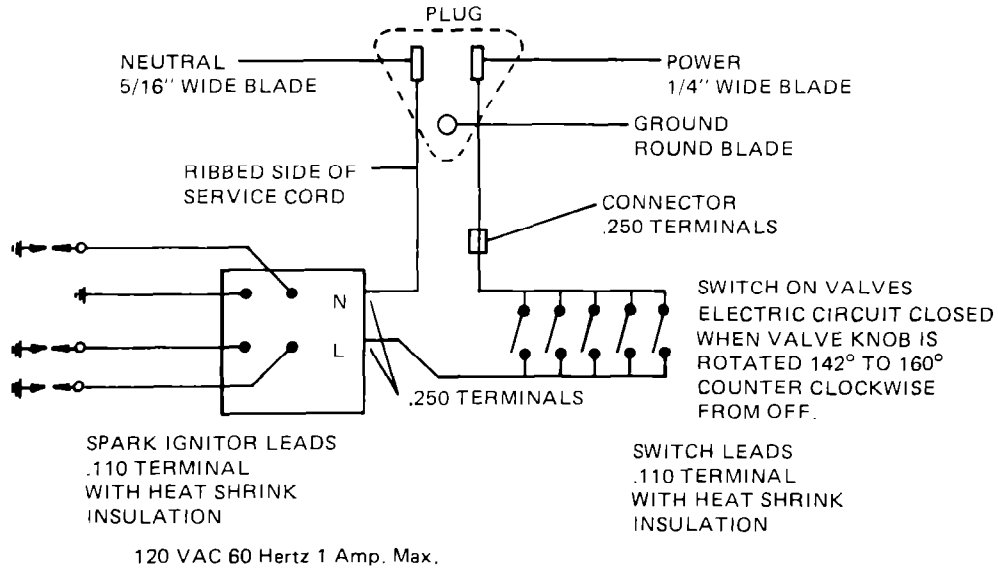 PLUG
NEUTRAL
5/16" WIDE BLADE
POWER
1/4" WIDE BLADE
GROUND
ROUND BLADE
RIBBED SIDE OF
SERVICE CORD
CONNECTOR
.250 TERMINALS
N
L
.250 TERMINALS
SWITCH ON VALVES
ELECTRIC CIRCUIT CLOSED
WHEN VALVE KNOB IS
ROTATED 142° TO 160°
COUNTER CLOCKWISE
FROM OFF.
SPARK IGNITOR LEADS
.110 TERMINAL
WITH HEAT SHRINK
INSULATION
SWITCH LEADS
.110 TERMINAL
WITH HEAT SHRINK
INSULATION
120 VAC 60 Hertz 1 Amp. Max.